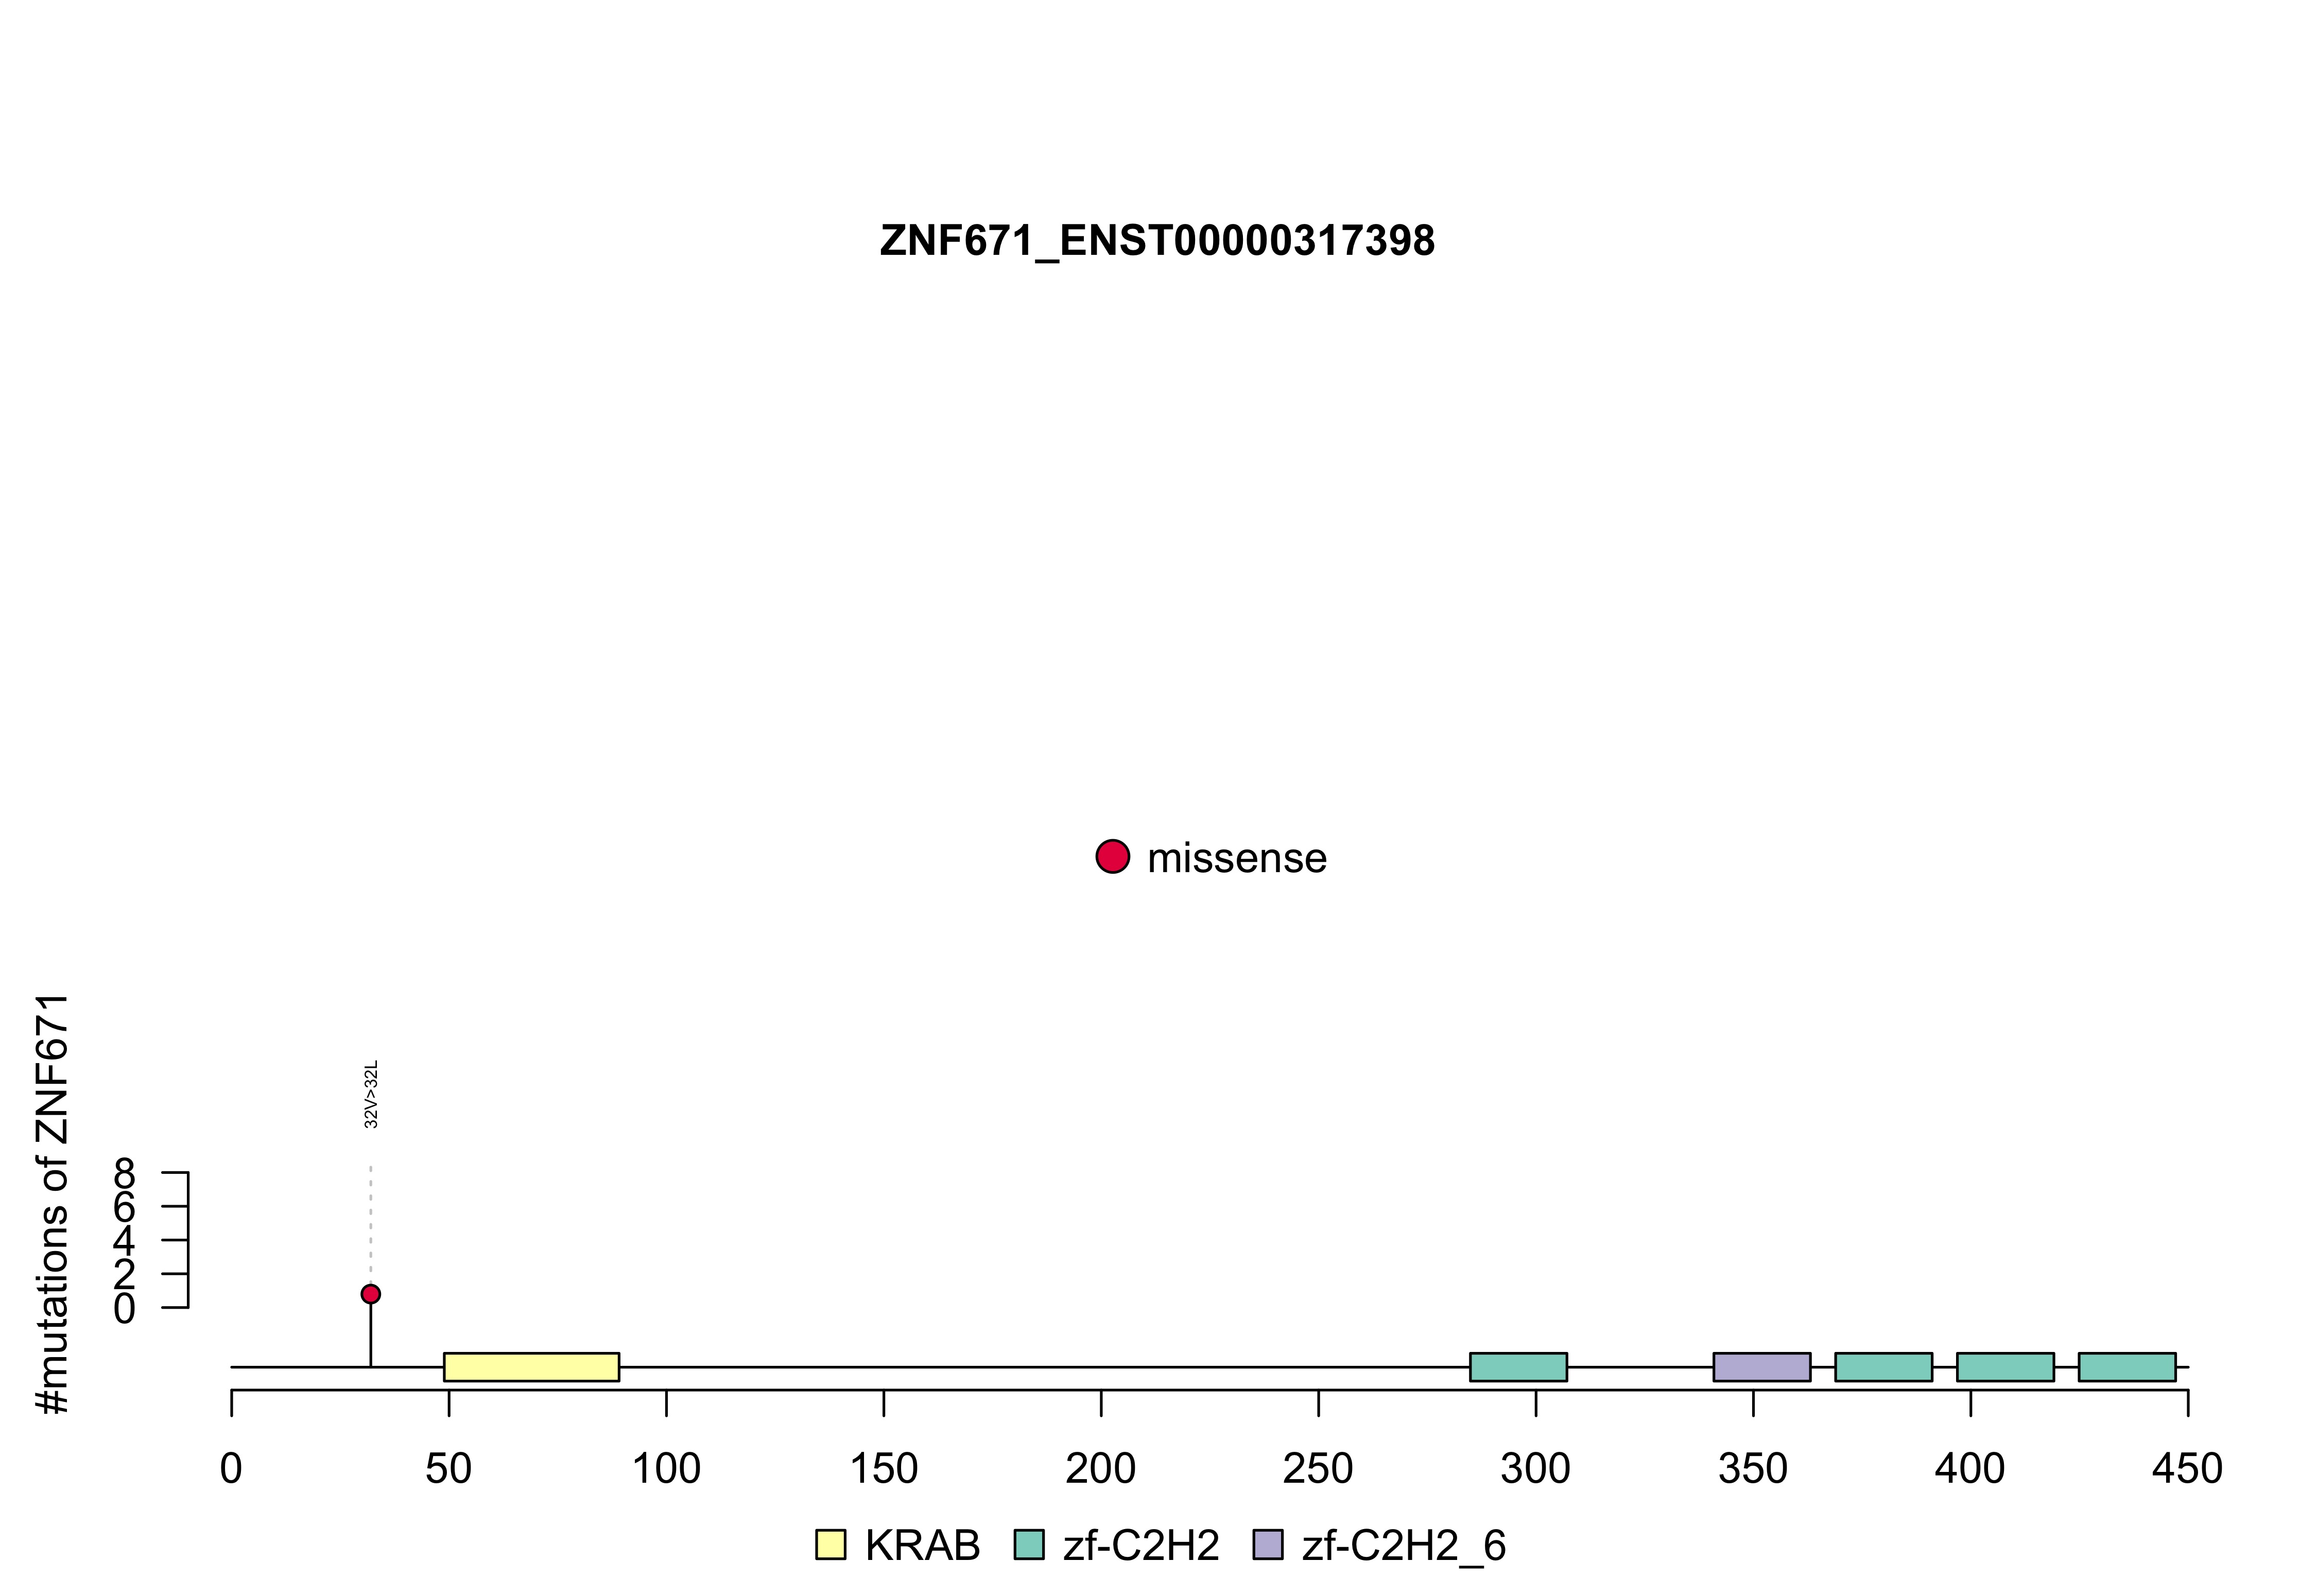 ZNF671_ENST00000317398
missense
#mutations of ZNF671
32V>32L
8
6
4
2
0
0 50 100 150 200 250 300 350 400 450
KRAB zf-C2H2 zf-C2H2_6